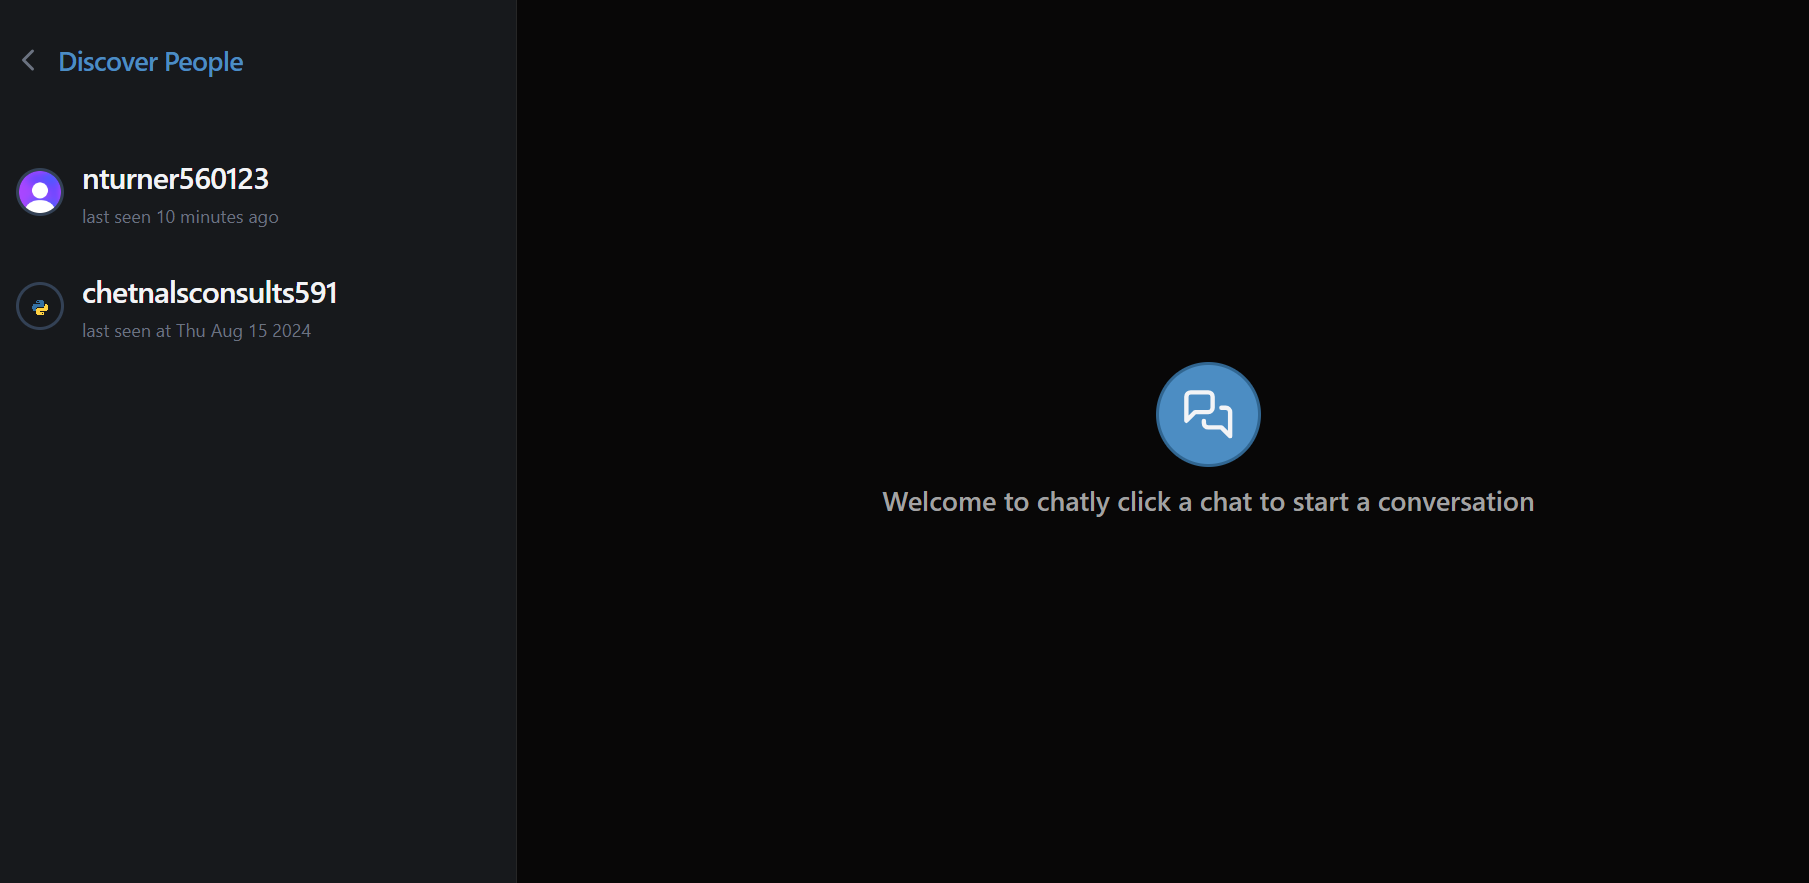 Discover People
nturner560123
last seen 10 minutes ago
chetnalsconsults591
last seen at Thu Aug 15 2024
Welcome to chatly click a chat to start a conversation